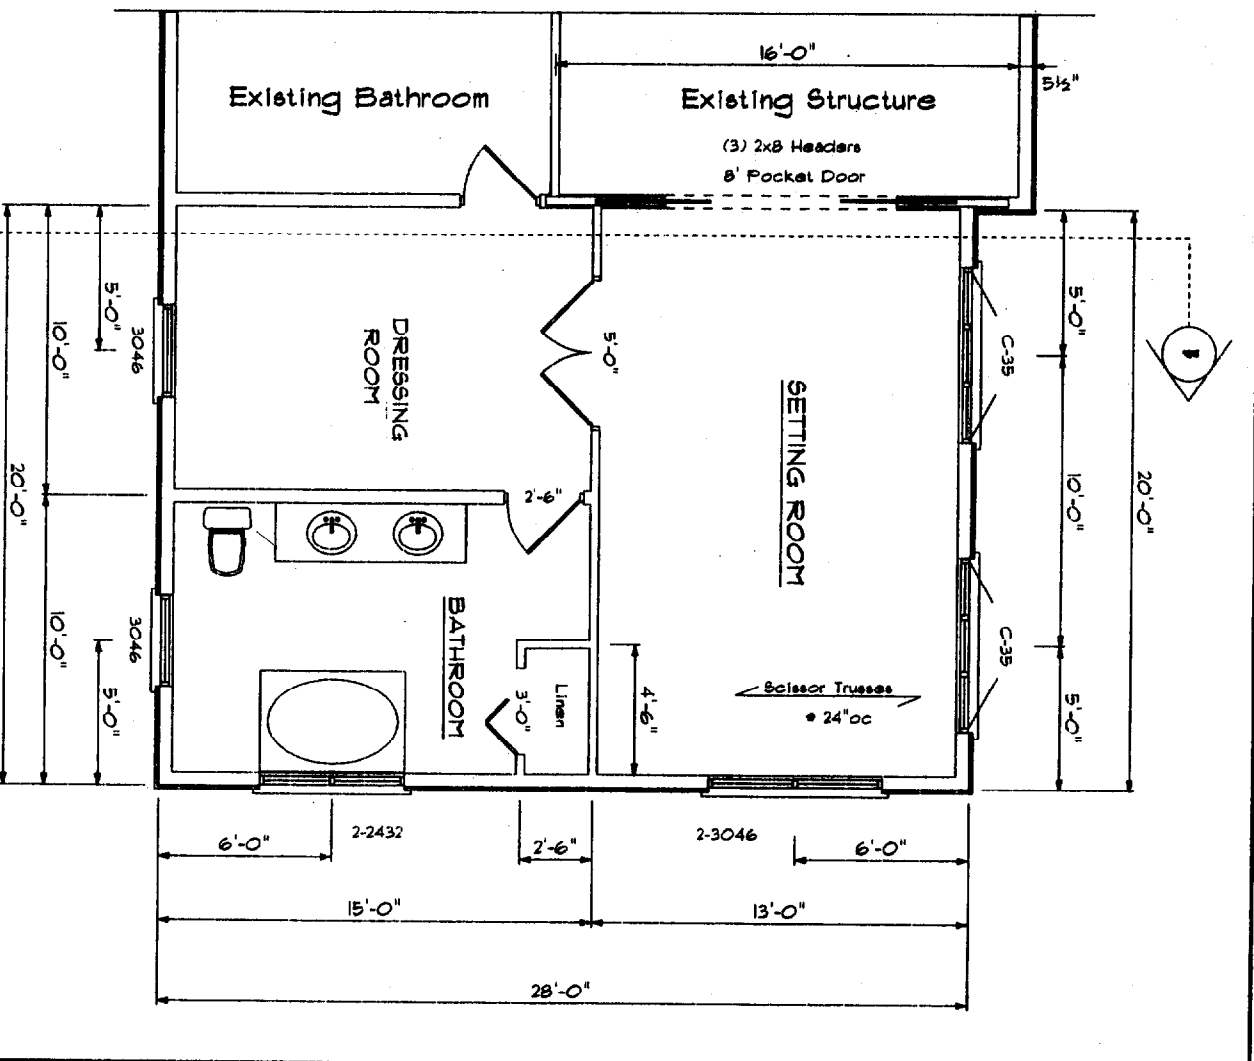 16'-0"
5½"
Existing Bathroom
Existing Structure
(3) 2x8 Headers
8' Pocket Door
5'-0"
10'-0"
3046
DRESSING
ROOM
5'-0"
SETTING ROOM
C-35
5'-0"
20'-0"
2'-6"
10'-0"
20'-0"
10'-0"
3046
5'-0"
BATHROOM
3'-0"
Linen
4'-6"
Scissor Trusses
24"oc
C-35
5'-0"
6'-0"
2-2432
2'-6"
2-3046
6'-0"
15'-0"
13'-0"
28'-0"